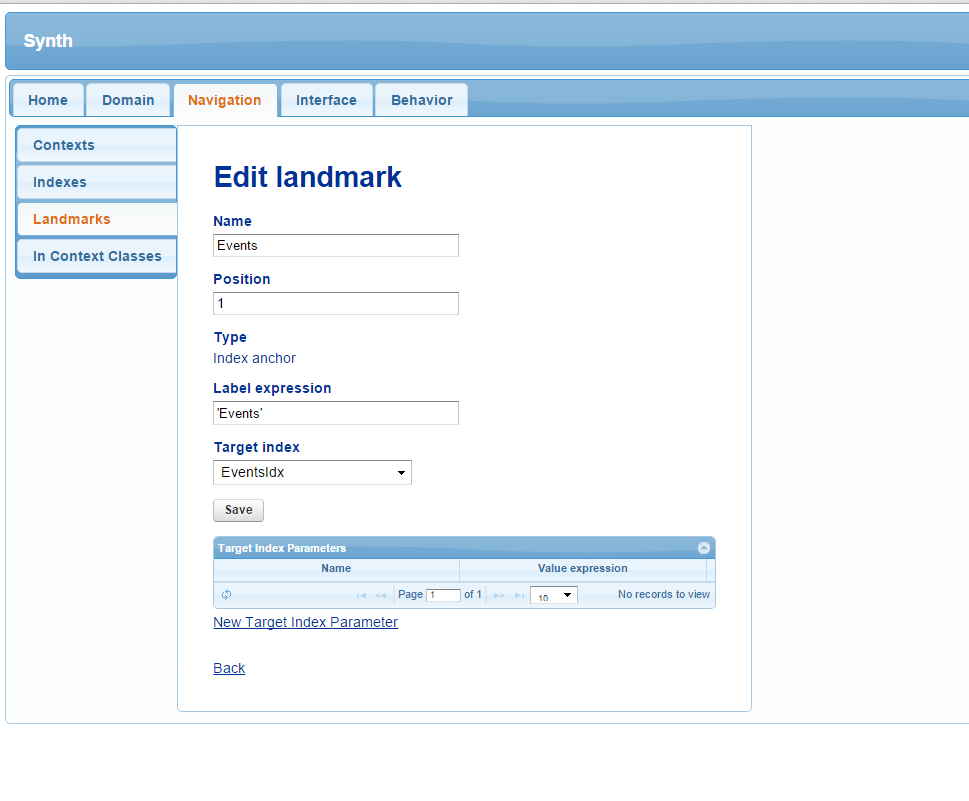 Synth
Home Domain Navigation Interface Behavior
Contexts
Indexes
Landmarks
In Context Classes
Edit landmark
Name
Events
Position
1
Type
Index anchor
Label expression
'Events'
Target index
EventsIdx
Save
Target Index Parameters
Name Value expression
Page 1 of 1 10 No records to view
New Target Index Parameter
Back